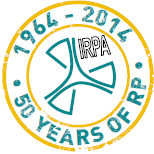 1964 - 2014
IRPA
• 50 YEARS OF RP •